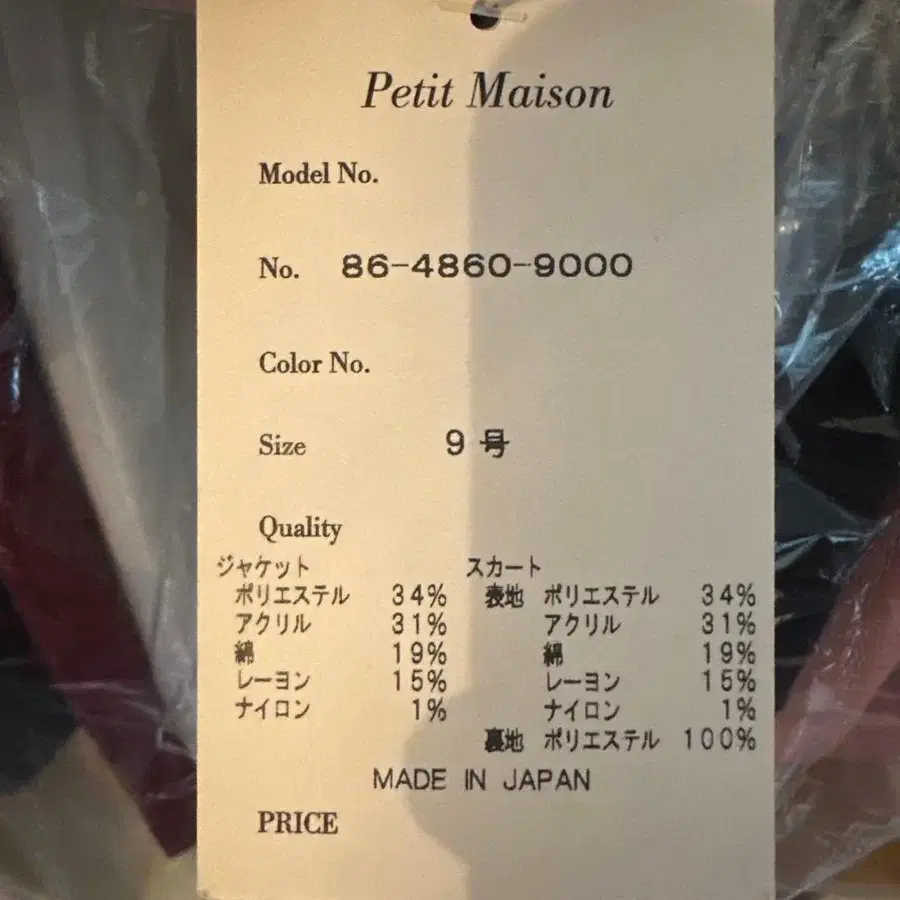 Petit Maison
Model No.
No. 86-4860-9000
Color No.
Size 9号
Quality
ジャケット スカート
ポリエステル 34% 表地 ポリエステル 34%
アクリル 31% アクリル 31%
綿 19% 綿 19%
レーヨン 15% レーヨン 15%
ナイロン 1% ナイロン 1%
裏地 ポリエステル 100%
MADE IN JAPAN
PRICE